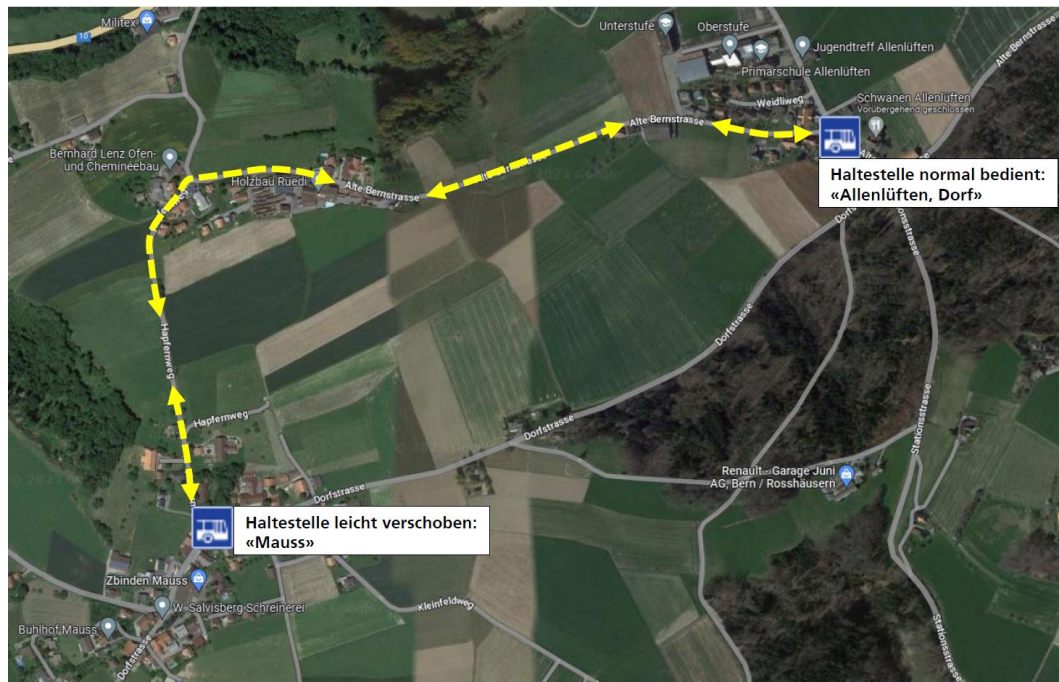 Militex
10
Unterstufe
Oberstufe
Jugendtreff Allenlüften
Primarschule Allenlüften
Alte Bernstrasse
Weidliweg
Schwanen Allenlüften
Vorübergehend geschlossen
Alte Bernstrasse
Bernhard Lenz Ofen-
und Cheminéebau
Holzbau Rüedi
Alte Bernstrasse
Haltestelle normal bedient:
«Allenlüften, Dorf»
Hapfernweg
Dorfstrasse
Hapfernweg
Dorfstrasse
Dorfstrasse
Stationsstrasse
Renault - Garage Juni
AG, Bern / Rosshäusern
Haltestelle leicht verschoben:
«Mauss»
Zbinden Mauss
W. Salvisberg Schreinerei
Bühlhof Mauss
Kleinfeldweg
Dorfstrasse
Stationsstrasse